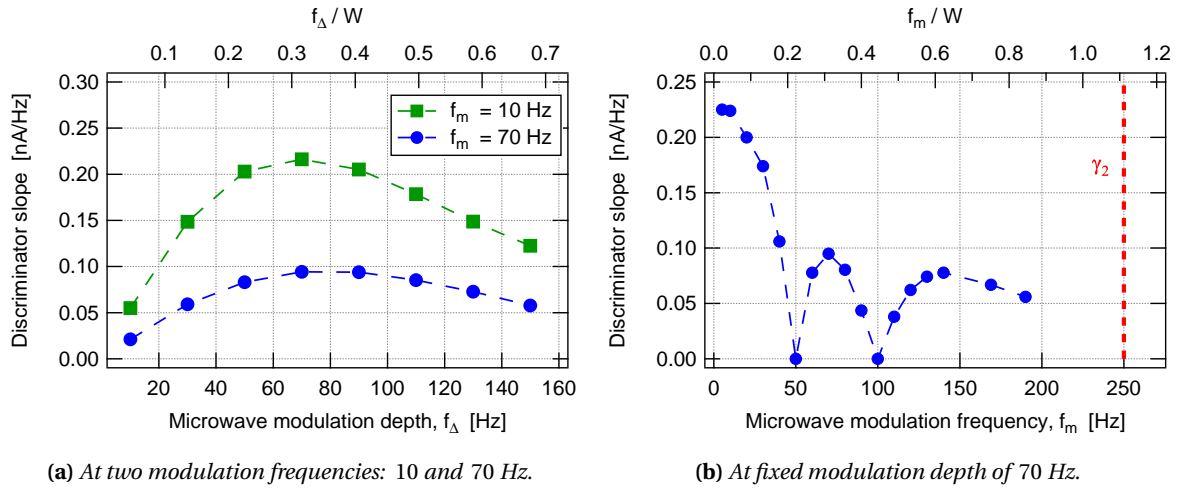 f_Δ / W
0.1 0.2 0.3 0.4 0.5 0.6 0.7
0.30
0.25
0.20
0.15
0.10
0.05
0.00
Discriminator slope [nA/Hz]
f_m = 10 Hz
f_m = 70 Hz
20 40 60 80 100 120 140 160
Microwave modulation depth, f_Δ [Hz]
(a) At two modulation frequencies: 10 and 70 Hz.
f_m / W
0.0 0.2 0.4 0.6 0.8 1.0 1.2
0.25
0.20
0.15
0.10
0.05
0.00
Discriminator slope [nA/Hz]
γ_2
0 50 100 150 200 250
Microwave modulation frequency, f_m [Hz]
(b) At fixed modulation depth of 70 Hz.